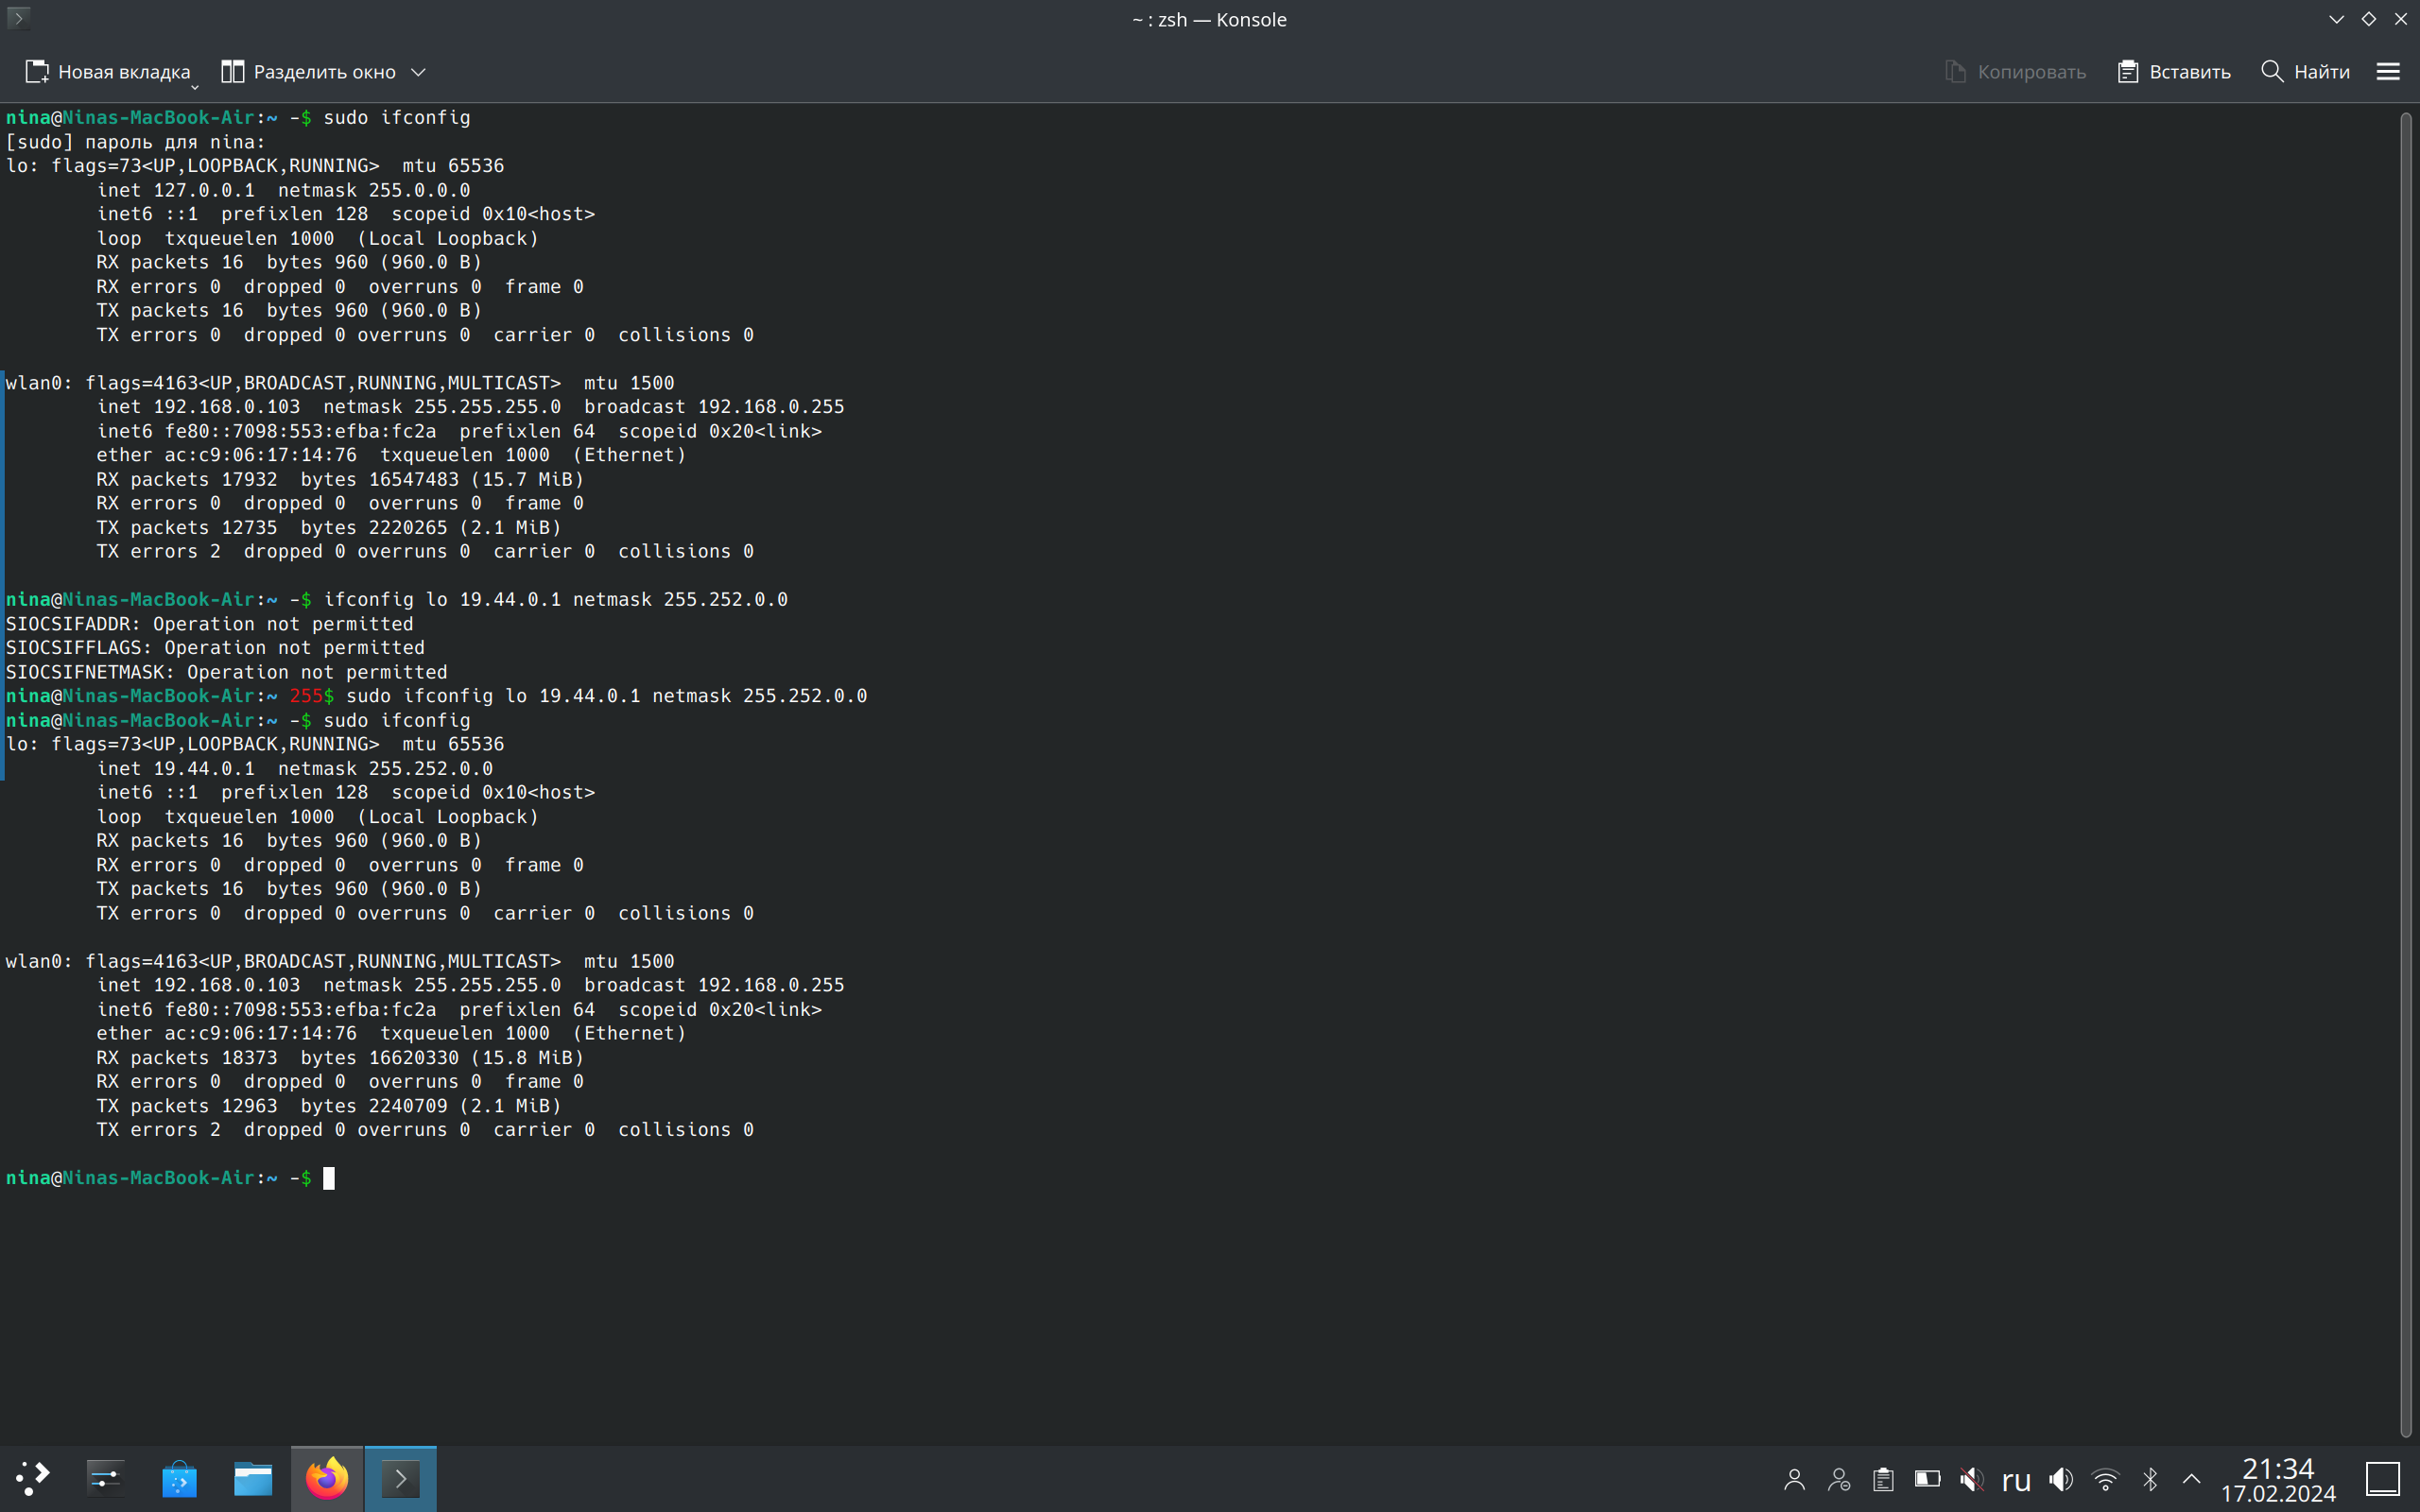 ~ : zsh — Konsole
Новая вкладка Разделить окно Копировать Вставить Найти
nina@Ninas-MacBook-Air:~ -$ sudo ifconfig
[sudo] пароль для nina:
lo: flags=73<UP,LOOPBACK,RUNNING>  mtu 65536
        inet 127.0.0.1  netmask 255.0.0.0
        inet6 ::1  prefixlen 128  scopeid 0x10<host>
        loop  txqueuelen 1000  (Local Loopback)
        RX packets 16  bytes 960 (960.0 B)
        RX errors 0  dropped 0  overruns 0  frame 0
        TX packets 16  bytes 960 (960.0 B)
        TX errors 0  dropped 0 overruns 0  carrier 0  collisions 0
wlan0: flags=4163<UP,BROADCAST,RUNNING,MULTICAST>  mtu 1500
        inet 192.168.0.103  netmask 255.255.255.0  broadcast 192.168.0.255
        inet6 fe80::7098:553:efba:fc2a  prefixlen 64  scopeid 0x20<link>
        ether ac:c9:06:17:14:76  txqueuelen 1000  (Ethernet)
        RX packets 17932  bytes 16547483 (15.7 MiB)
        RX errors 0  dropped 0  overruns 0  frame 0
        TX packets 12735  bytes 2220265 (2.1 MiB)
        TX errors 2  dropped 0 overruns 0  carrier 0  collisions 0
nina@Ninas-MacBook-Air:~ -$ ifconfig lo 19.44.0.1 netmask 255.252.0.0
SIOCSIFADDR: Operation not permitted
SIOCSIFFLAGS: Operation not permitted
SIOCSIFNETMASK: Operation not permitted
nina@Ninas-MacBook-Air:~ 255$ sudo ifconfig lo 19.44.0.1 netmask 255.252.0.0
nina@Ninas-MacBook-Air:~ -$ sudo ifconfig
lo: flags=73<UP,LOOPBACK,RUNNING>  mtu 65536
        inet 19.44.0.1  netmask 255.252.0.0
        inet6 ::1  prefixlen 128  scopeid 0x10<host>
        loop  txqueuelen 1000  (Local Loopback)
        RX packets 16  bytes 960 (960.0 B)
        RX errors 0  dropped 0  overruns 0  frame 0
        TX packets 16  bytes 960 (960.0 B)
        TX errors 0  dropped 0 overruns 0  carrier 0  collisions 0
wlan0: flags=4163<UP,BROADCAST,RUNNING,MULTICAST>  mtu 1500
        inet 192.168.0.103  netmask 255.255.255.0  broadcast 192.168.0.255
        inet6 fe80::7098:553:efba:fc2a  prefixlen 64  scopeid 0x20<link>
        ether ac:c9:06:17:14:76  txqueuelen 1000  (Ethernet)
        RX packets 18373  bytes 16620330 (15.8 MiB)
        RX errors 0  dropped 0  overruns 0  frame 0
        TX packets 12963  bytes 2240709 (2.1 MiB)
        TX errors 2  dropped 0 overruns 0  carrier 0  collisions 0
nina@Ninas-MacBook-Air:~ -$
ru
21:34
17.02.2024